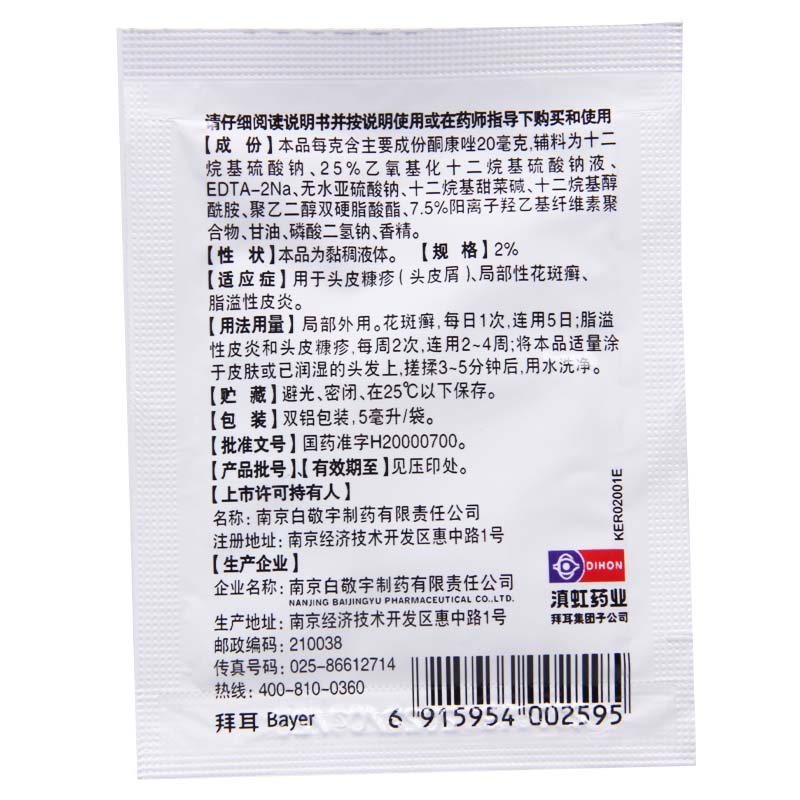 请仔细阅读说明书并按说明使用或在药师指导下购买和使用
【成 份】本品每克含主要成份酮康唑20毫克,辅料为十二
烷基硫酸钠、25%乙氧基化十二烷基硫酸钠液、
EDTA-2Na、无水亚硫酸钠、十二烷基甜菜碱、十二烷基醇
酰胺、聚乙二醇双硬脂酸酯、7.5%阳离子羟乙基纤维素聚
合物、甘油、磷酸二氢钠、香精。
【性 状】本品为黏稠液体。 【规 格】2%
【适应症】用于头皮糠疹(头皮屑)、局部性花斑癣、
脂溢性皮炎。
【用法用量】局部外用。花斑癣,每日1次,连用5日;脂溢
性皮炎和头皮糠疹,每周2次,连用2~4周;将本品适量涂
于皮肤或已润湿的头发上,搓揉3~5分钟后,用水洗净。
【贮 藏】避光、密闭、在25℃以下保存。
【包 装】双铝包装,5毫升/袋。
【批准文号】国药准字H20000700。
【产品批号】、【有效期至】见压印处。
【上市许可持有人】
名称:南京白敬宇制药有限责任公司
注册地址:南京经济技术开发区惠中路1号
【生产企业】
企业名称:南京白敬宇制药有限责任公司
NANJING BAIJINGYU PHARMACEUTICAL CO.,LTD.
生产地址:南京经济技术开发区惠中路1号
邮政编码:210038
传真号码:025-86612714
热线:400-810-0360
拜耳 Bayer
KER02001E
DIHON
滇虹药业
拜耳集团子公司
6 915954 002595